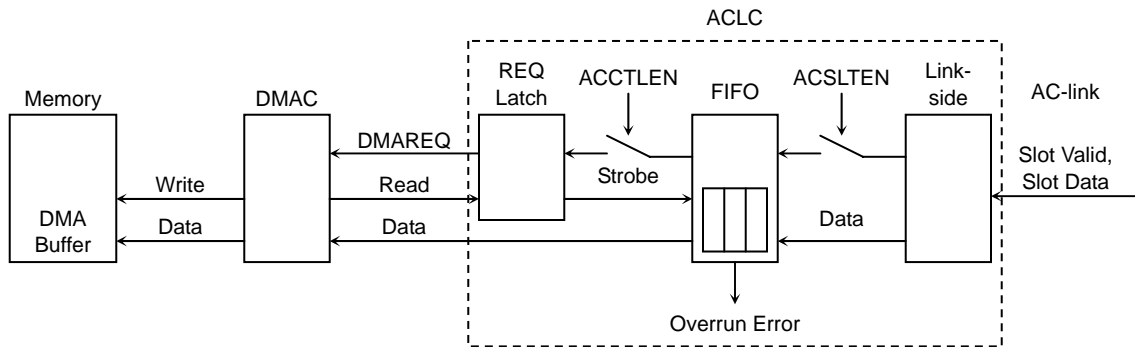 ACLC
REQ
Latch
ACCTLEN
FIFO
ACSLTEN
Link-
side
AC-link
Memory
DMAC
DMAREQ
Strobe
Slot Valid,
Slot Data
Write
Read
DMA
Buffer
Data
Data
Data
Overrun Error